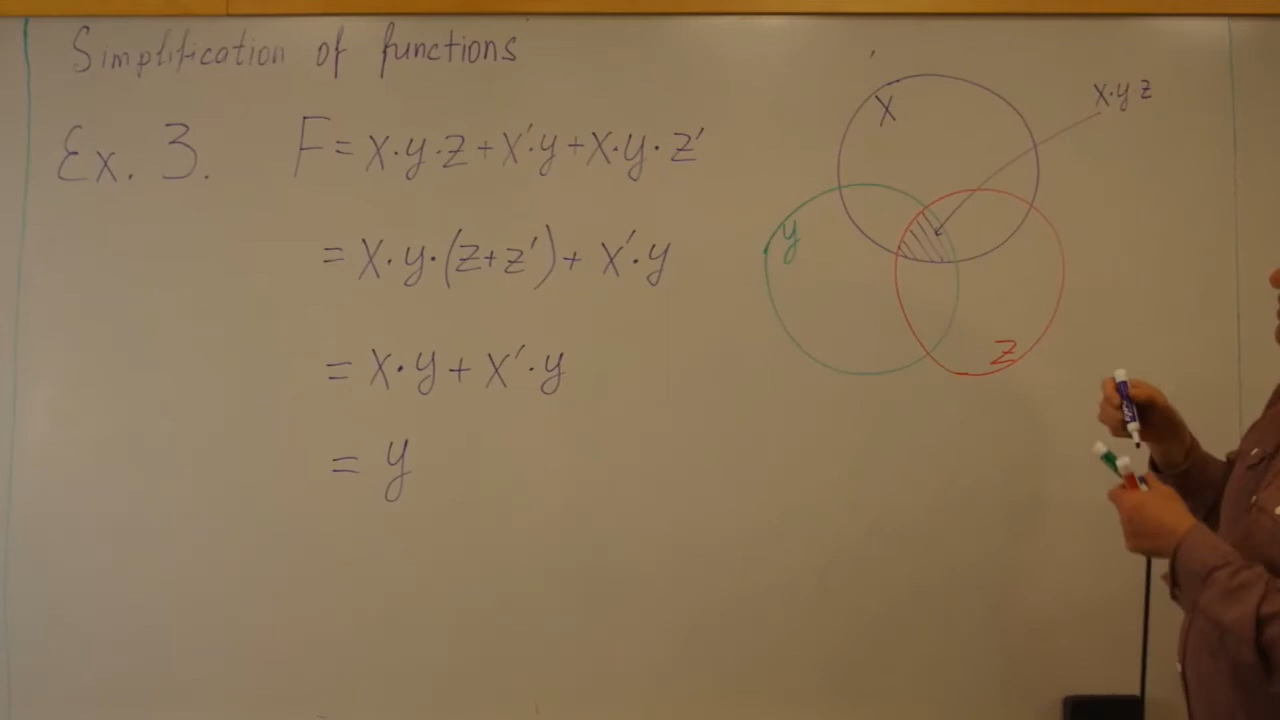 Simplification of functions
Ex. 3. F = x·y·z + x'·y + x·y·z'
= x·y·(z+z') + x'·y
= x·y + x'·y
= y
x·y z
x
y
z